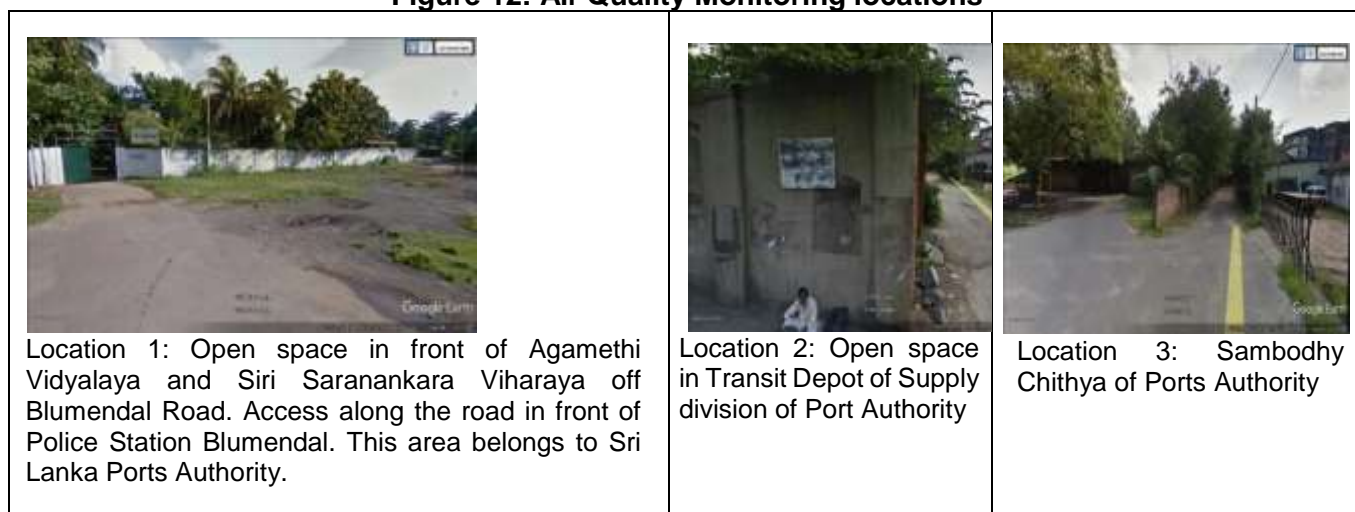 Figure 12: Air Quality Monitoring locations
Google Earth
Google Earth
Location 1: Open space in front of Agamethi
Vidyalaya and Siri Saranankara Viharaya off
Blumendal Road. Access along the road in front of
Police Station Blumendal. This area belongs to Sri
Lanka Ports Authority.
Location 2: Open space
in Transit Depot of Supply
division of Port Authority
Location 3: Sambodhy
Chithya of Ports Authority